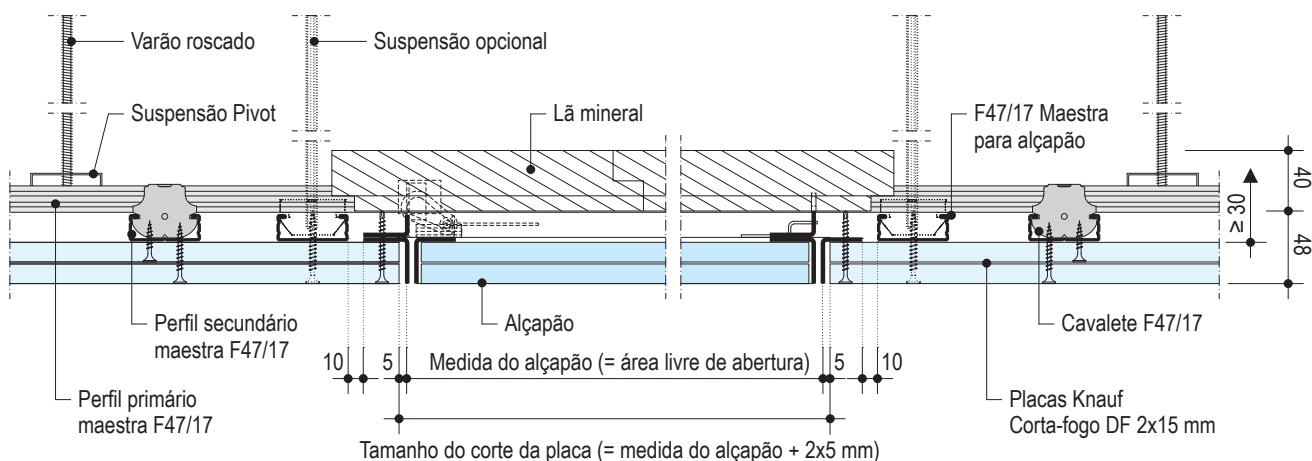 Varão roscado
Suspensão opcional
Suspensão Pivot
Lã mineral
F47/17 Maestra
para alçapão
40
≥ 30
48
Perfil secundário
maestra F47/17
Alçapão
Cavalete F47/17
10
5
Medida do alçapão (= área livre de abertura)
5
10
Perfil primário
maestra F47/17
Placas Knauf
Corta-fogo DF 2x15 mm
Tamanho do corte da placa (= medida do alçapão + 2x5 mm)